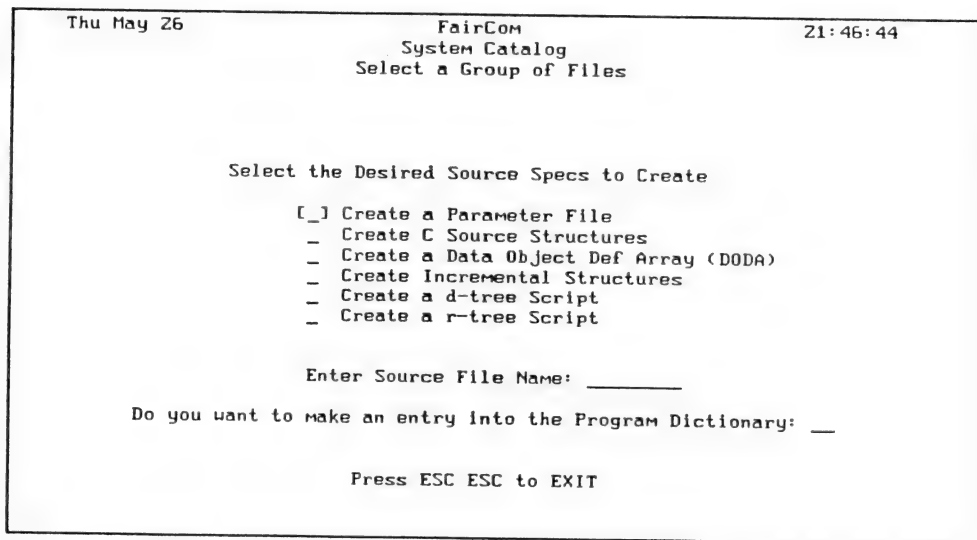 Thu May 26 FairCom 21:46:44
System Catalog
Select a Group of Files
Select the Desired Source Specs to Create
[_] Create a Parameter File
_ Create C Source Structures
_ Create a Data Object Def Array (DODA)
_ Create Incremental Structures
_ Create a d-tree Script
_ Create a r-tree Script
Enter Source File Name: ________
Do you want to make an entry into the Program Dictionary: __
Press ESC ESC to EXIT